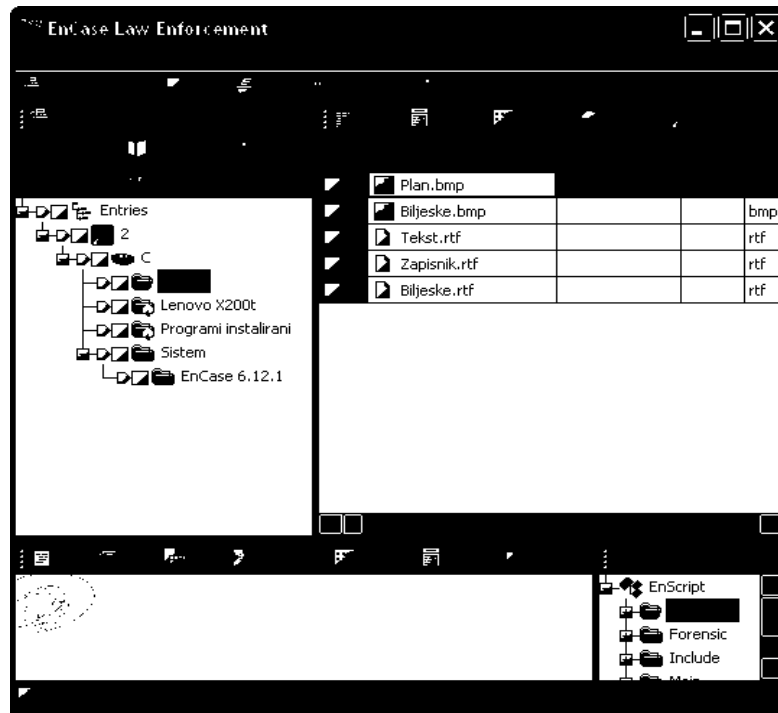 EnCase Law Enforcement
Plan.bmp
Biljeske.bmp bmp
Tekst.rtf rtf
Zapisnik.rtf rtf
Biljeske.rtf rtf
Entries
2
C
Lenovo X200t
Programi instalirani
Sistem
EnCase 6.12.1
EnScript
Forensic
Include